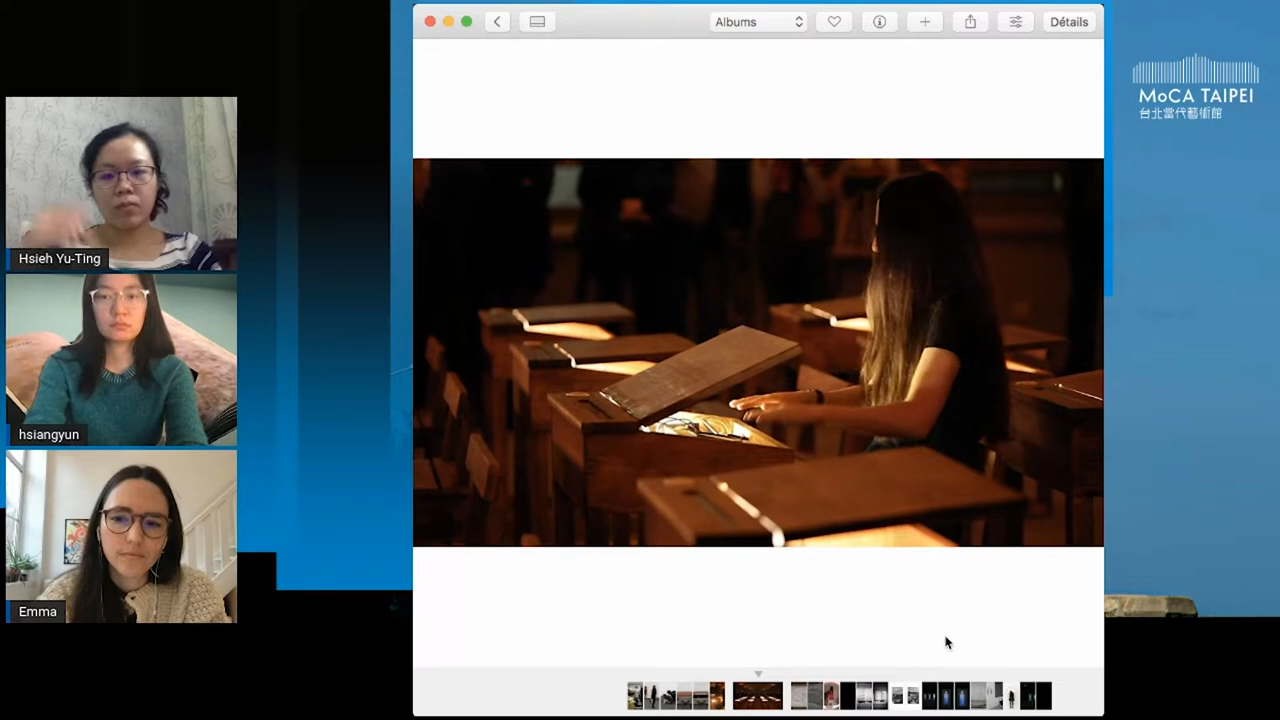 Albums
Détails
MoCA TAIPEI
台北當代藝術館
Hsieh Yu-Ting
hsiangyun
Emma